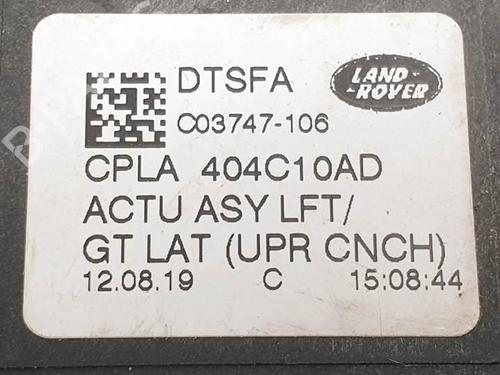 DTSFA
LAND
ROVER
C03747-106
CPLA 404C10AD
ACTU ASY LFT/
GT LAT (UPR CNCH)
12.08.19 C 15:08:44